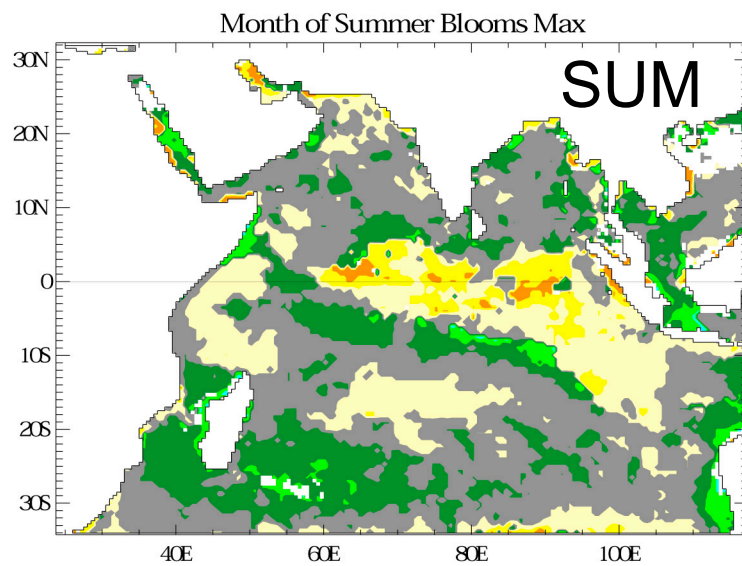 Month of Summer Blooms Max
SUM
30N
20N
10N
0
10S
20S
30S
40E 60E 80E 100E